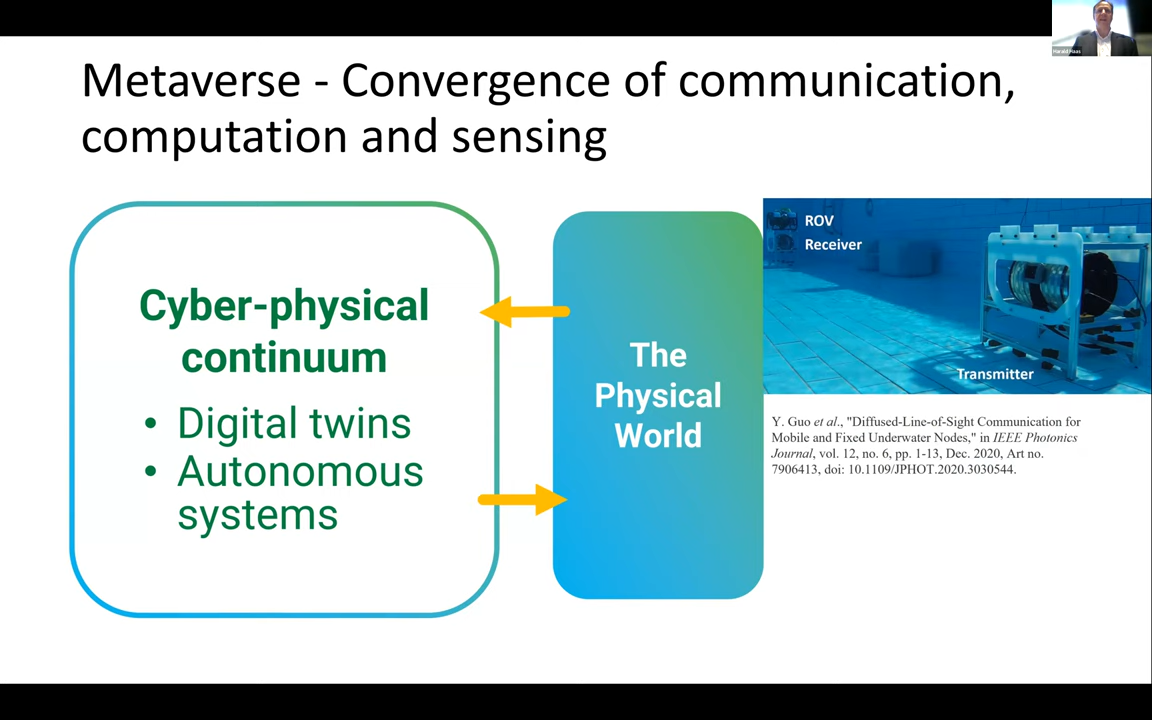 Harald Haas
Metaverse - Convergence of communication,
computation and sensing
Cyber-physical
continuum
• Digital twins
• Autonomous
systems
The
Physical
World
ROV
Receiver
Transmitter
Y. Guo et al., "Diffused-Line-of-Sight Communication for
Mobile and Fixed Underwater Nodes," in IEEE Photonics
Journal, vol. 12, no. 6, pp. 1-13, Dec. 2020, Art no.
7906413, doi: 10.1109/JPHOT.2020.3030544.